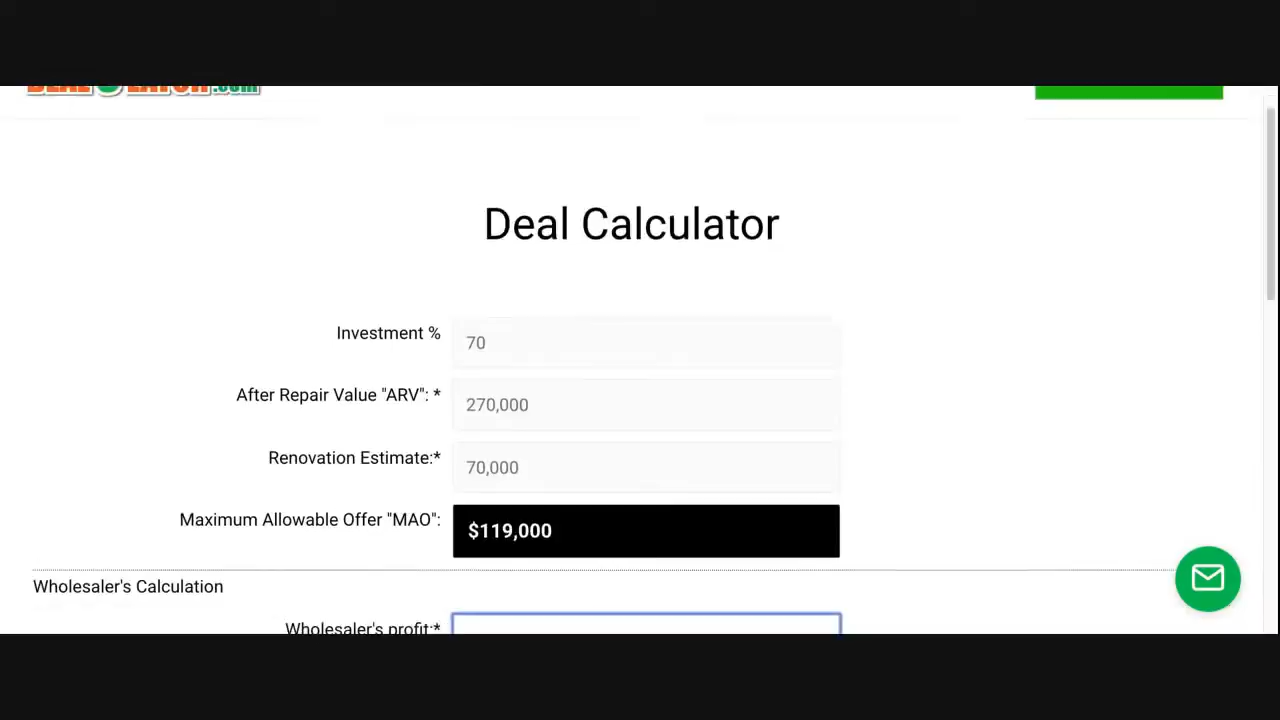 Deal Calculator
Investment %
70
After Repair Value "ARV": *
270,000
Renovation Estimate:*
70,000
Maximum Allowable Offer "MAO":
$119,000
Wholesaler's Calculation
Wholesaler's profit:*